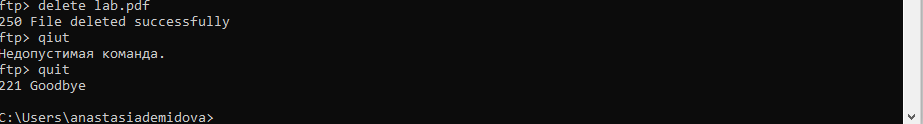 ftp> delete lab.pdf
250 File deleted successfully
ftp> qiut
Недопустимая команда.
ftp> quit
221 Goodbye
C:\Users\anastasiademidova>